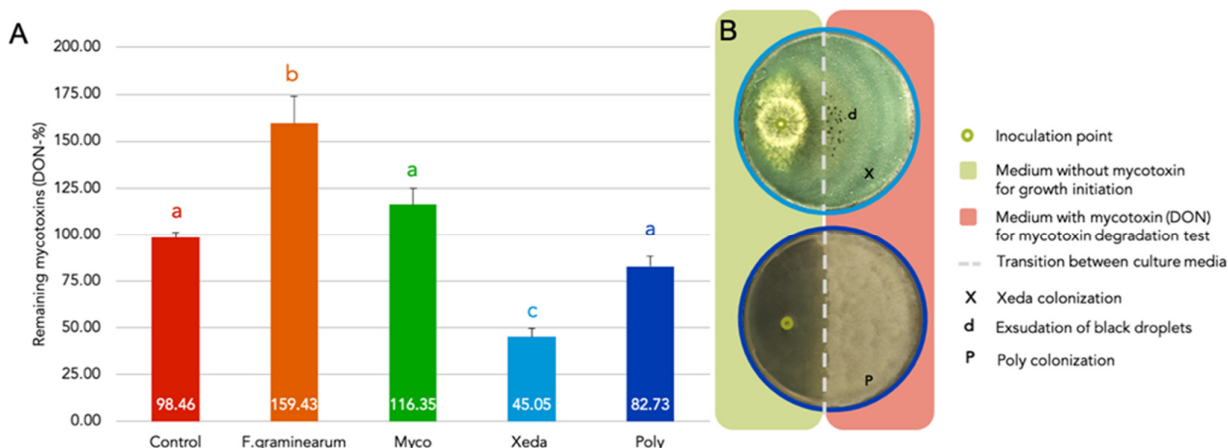 A
Remaining mycotoxins (DON-%)
200.00
175.00
150.00
125.00
100.00
75.00
50.00
25.00
0.00
a
b
a
c
a
98.46
159.43
116.35
45.05
82.73
Control
F.graminearum
Myco
Xeda
Poly
B
d
X
P
Inoculation point
Medium without mycotoxin
for growth initiation
Medium with mycotoxin (DON)
for mycotoxin degradation test
Transition between culture media
X Xeda colonization
d Exsudation of black droplets
P Poly colonization